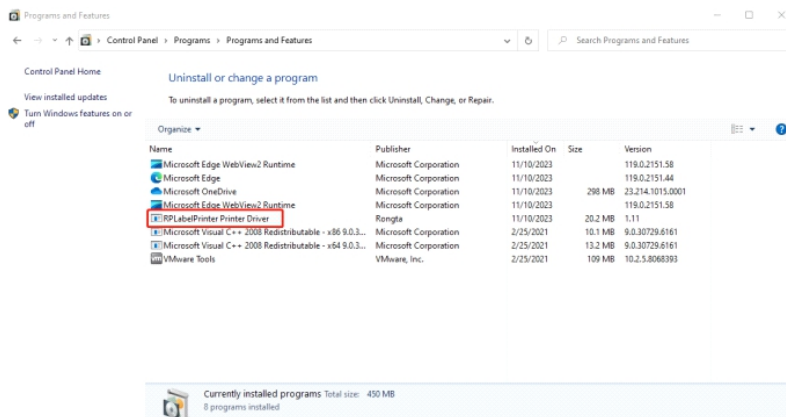 Programs and Features
Control Panel > Programs > Programs and Features
Search Programs and Features
Control Panel Home
View installed updates
Turn Windows features on or off
Uninstall or change a program
To uninstall a program, select it from the list and then click Uninstall, Change, or Repair.
Organize
Name Publisher Installed On Size Version
Microsoft Edge WebView2 Runtime Microsoft Corporation 11/10/2023 119.0.2151.58
Microsoft Edge Microsoft Corporation 11/10/2023 119.0.2151.44
Microsoft OneDrive Microsoft Corporation 11/10/2023 298 MB 23.214.1015.0001
Microsoft Edge WebView2 Runtime Microsoft Corporation 11/10/2023 119.0.2151.58
RPLabelPrinter Printer Driver Rongta 11/10/2023 20.2 MB 1.11
Microsoft Visual C++ 2008 Redistributable - x86 9.0.3... Microsoft Corporation 2/25/2021 10.1 MB 9.0.30729.6161
Microsoft Visual C++ 2008 Redistributable - x64 9.0.3... Microsoft Corporation 2/25/2021 13.2 MB 9.0.30729.6161
VMware Tools VMware, Inc. 2/25/2021 109 MB 10.2.5.8068393
Currently installed programs Total size: 450 MB
8 programs installed